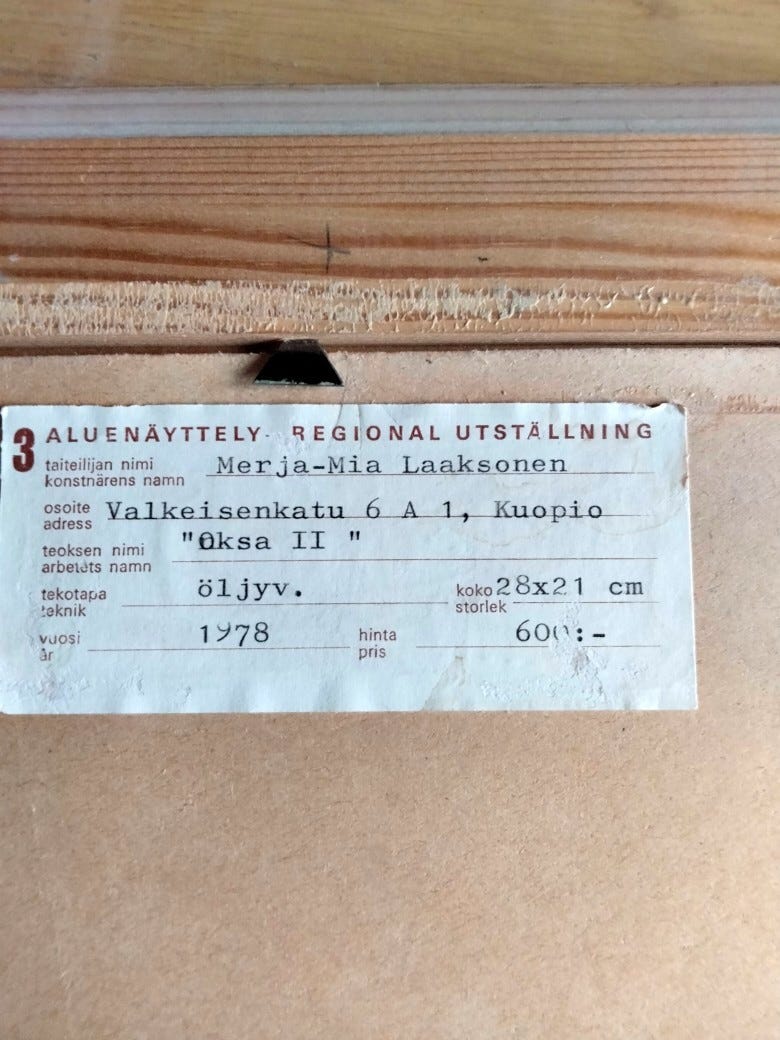 3 ALUENÄYTTELY- REGIONAL UTSTÄLLNING
taiteilijan nimi Merja-Mia Laaksonen
konstnärens namn
osoite Valkeisenkatu 6 A 1, Kuopio
adress
teoksen nimi "Oksa II "
arbetets namn
tekotapa öljyv. koko 28x21 cm
teknik storlek
vuosi 1978 hinta 600:-
år pris